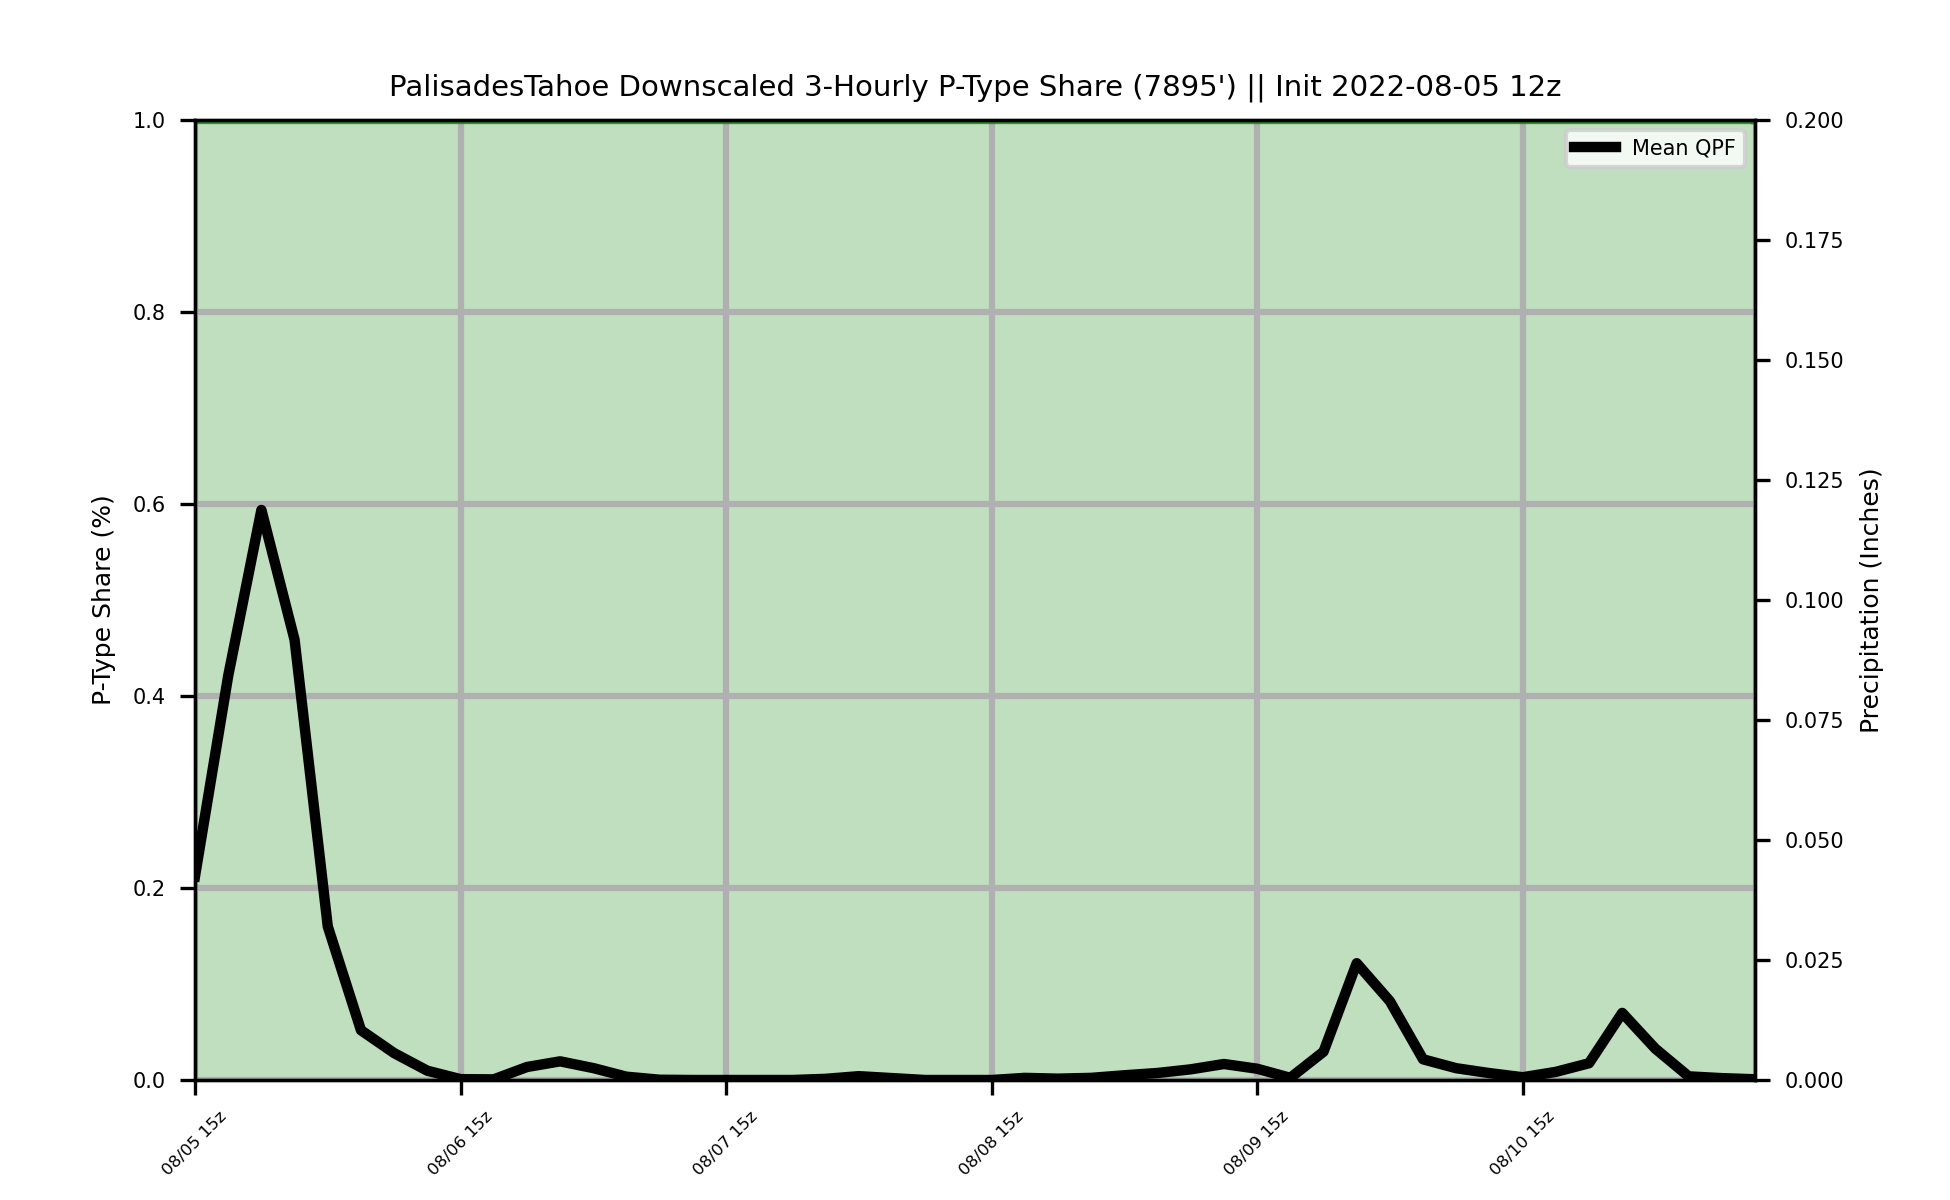 PalisadesTahoe Downscaled 3-Hourly P-Type Share (7895') || Init 2022-08-05 12z
Mean QPF
P-Type Share (%)
1.0
0.8
0.6
0.4
0.2
0.0
0.200
0.175
0.150
0.125
0.100
0.075
0.050
0.025
0.000
Precipitation (Inches)
08/05 15z
08/06 15z
08/07 15z
08/08 15z
08/09 15z
08/10 15z